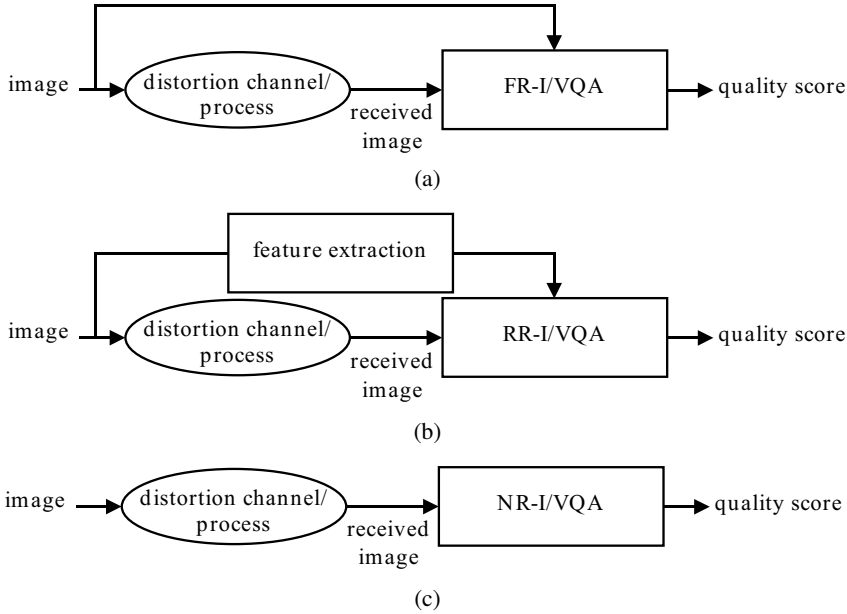 image
distortion channel/
process
received
image
FR-I/VQA
quality score
(a)
feature extraction
image
distortion channel/
process
received
image
RR-I/VQA
quality score
(b)
image
distortion channel/
process
received
image
NR-I/VQA
quality score
(c)